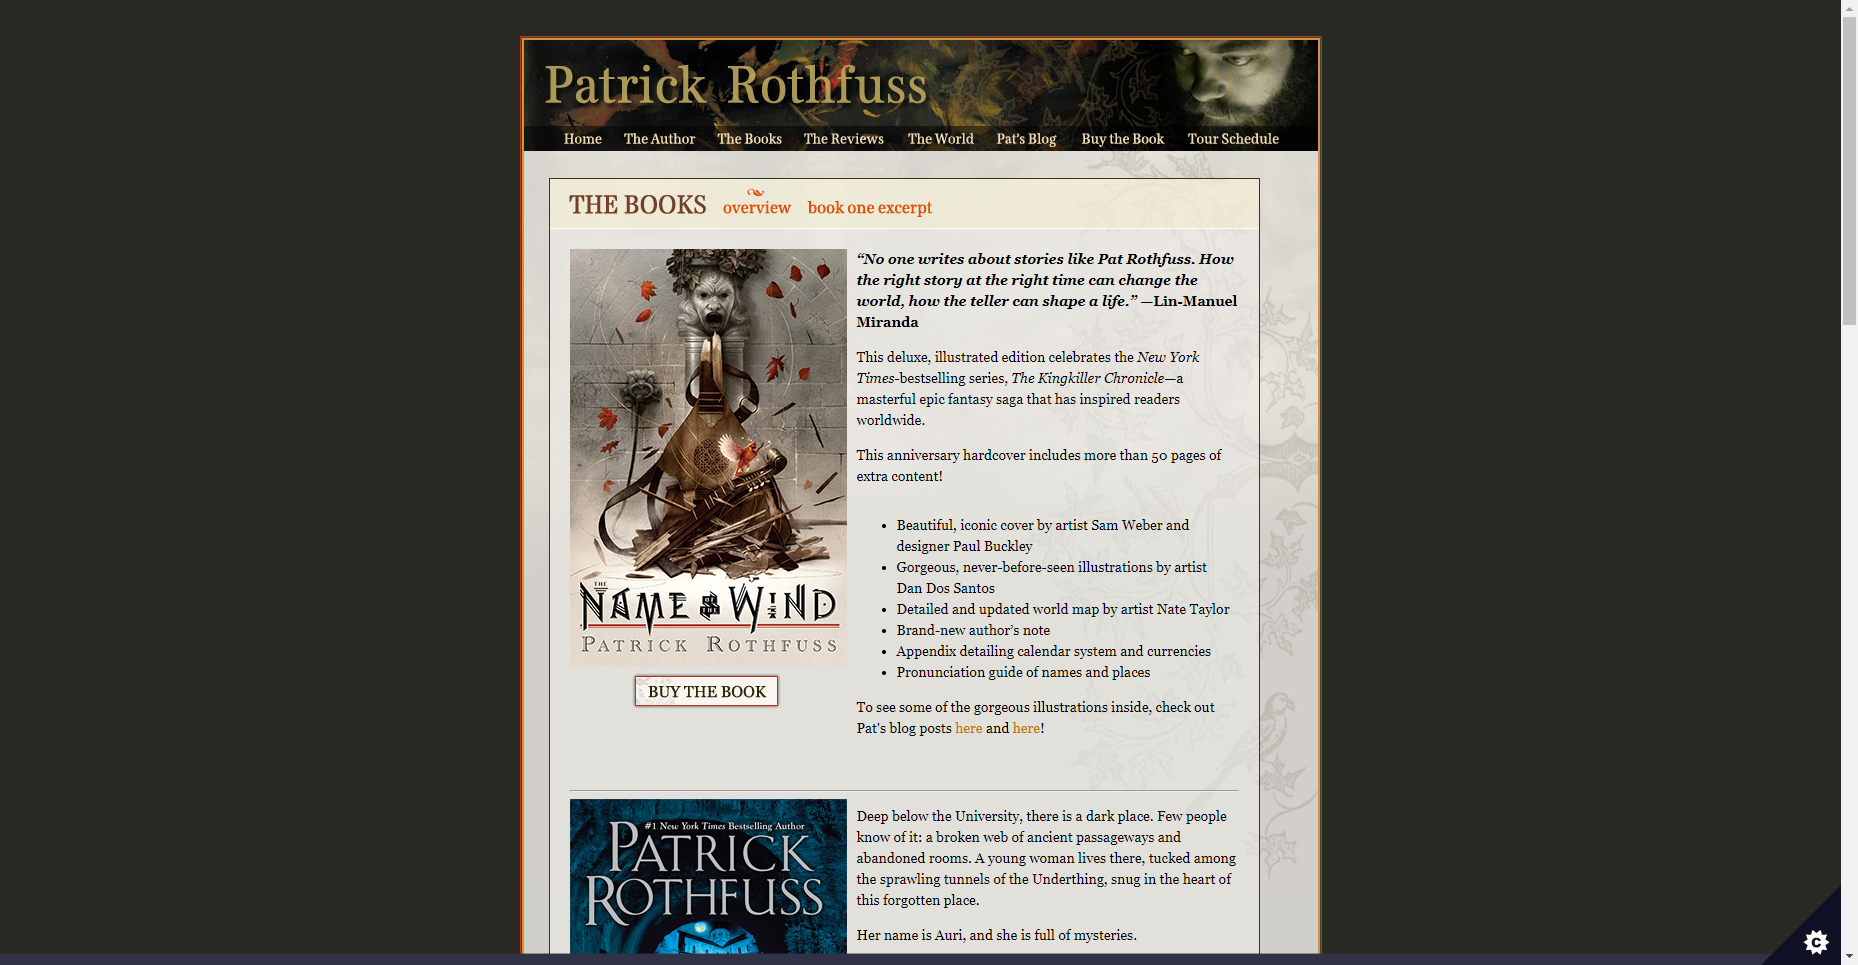 Patrick Rothfuss
Home The Author The Books The Reviews The World Pat's Blog Buy the Book Tour Schedule
THE BOOKS overview book one excerpt
“No one writes about stories like Pat Rothfuss. How
the right story at the right time can change the
world, how the teller can shape a life.” —Lin-Manuel
Miranda
This deluxe, illustrated edition celebrates the New York
Times-bestselling series, The Kingkiller Chronicle—a
masterful epic fantasy saga that has inspired readers
worldwide.
This anniversary hardcover includes more than 50 pages of
extra content!
• Beautiful, iconic cover by artist Sam Weber and
designer Paul Buckley
• Gorgeous, never-before-seen illustrations by artist
Dan Dos Santos
• Detailed and updated world map by artist Nate Taylor
• Brand-new author’s note
• Appendix detailing calendar system and currencies
• Pronunciation guide of names and places
To see some of the gorgeous illustrations inside, check out
Pat's blog posts here and here!
THE
NAME OF THE WIND
PATRICK ROTHFUSS
BUY THE BOOK
#1 New York Times Bestselling Author
PATRICK
ROTHFUSS
Deep below the University, there is a dark place. Few people
know of it: a broken web of ancient passageways and
abandoned rooms. A young woman lives there, tucked among
the sprawling tunnels of the Underthing, snug in the heart of
this forgotten place.
Her name is Auri, and she is full of mysteries.
C